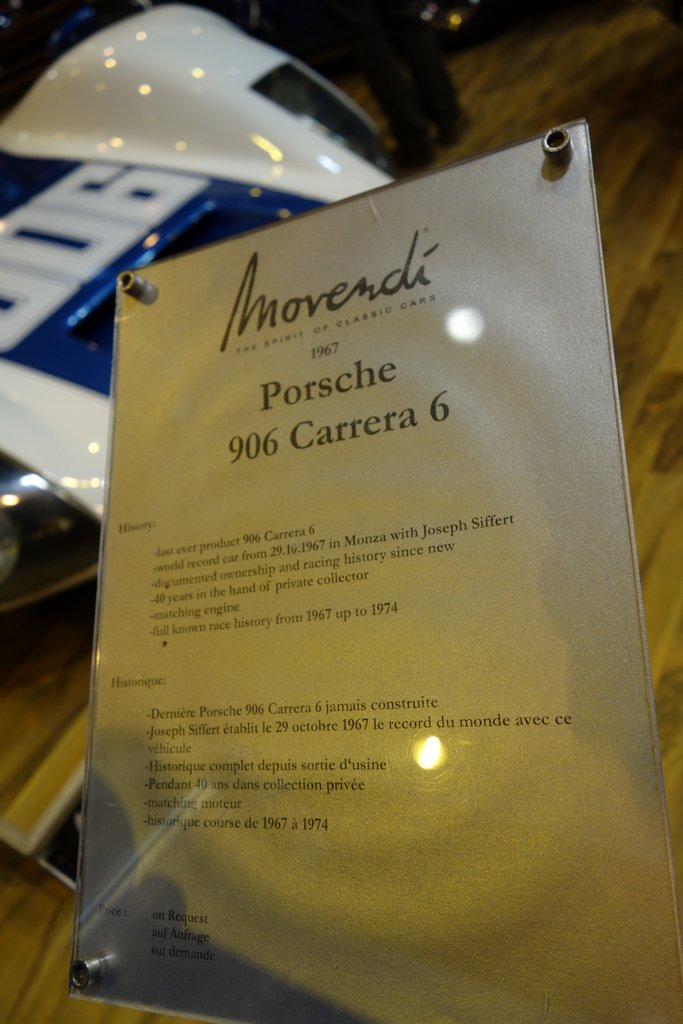 906
Movendi
THE SPIRIT OF CLASSIC CARS
1967
Porsche
906 Carrera 6
History:
-last ever product 906 Carrera 6
-world record car from 29.10.1967 in Monza with Joseph Siffert
-documented ownership and racing history since new
-40 years in the hand of private collector
-matching engine
-full known race history from 1967 up to 1974
Historique:
-Dernière Porsche 906 Carrera 6 jamais construite
-Joseph Siffert établit le 29 octobre 1967 le record du monde avec ce
véhicule
-Historique complet depuis sortie d'usine
-Pendant 40 ans dans collection privée
-matching moteur
-historique course de 1967 à 1974
Price : on Request
auf Anfrage
sur demande